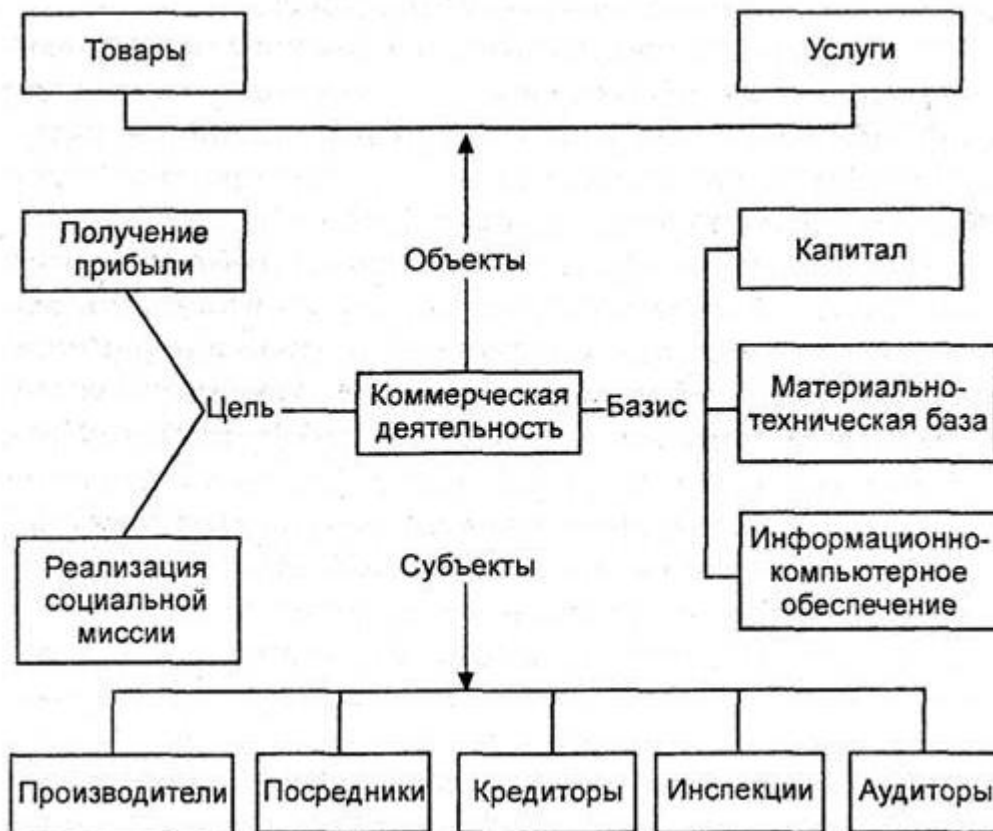 Товары
Услуги
Получение
прибыли
Объекты
Капитал
Цель
Коммерческая
деятельность
Базис
Материально-
техническая база
Реализация
социальной
миссии
Субъекты
Информационно-
компьютерное
обеспечение
Производители
Посредники
Кредиторы
Инспекции
Аудиторы